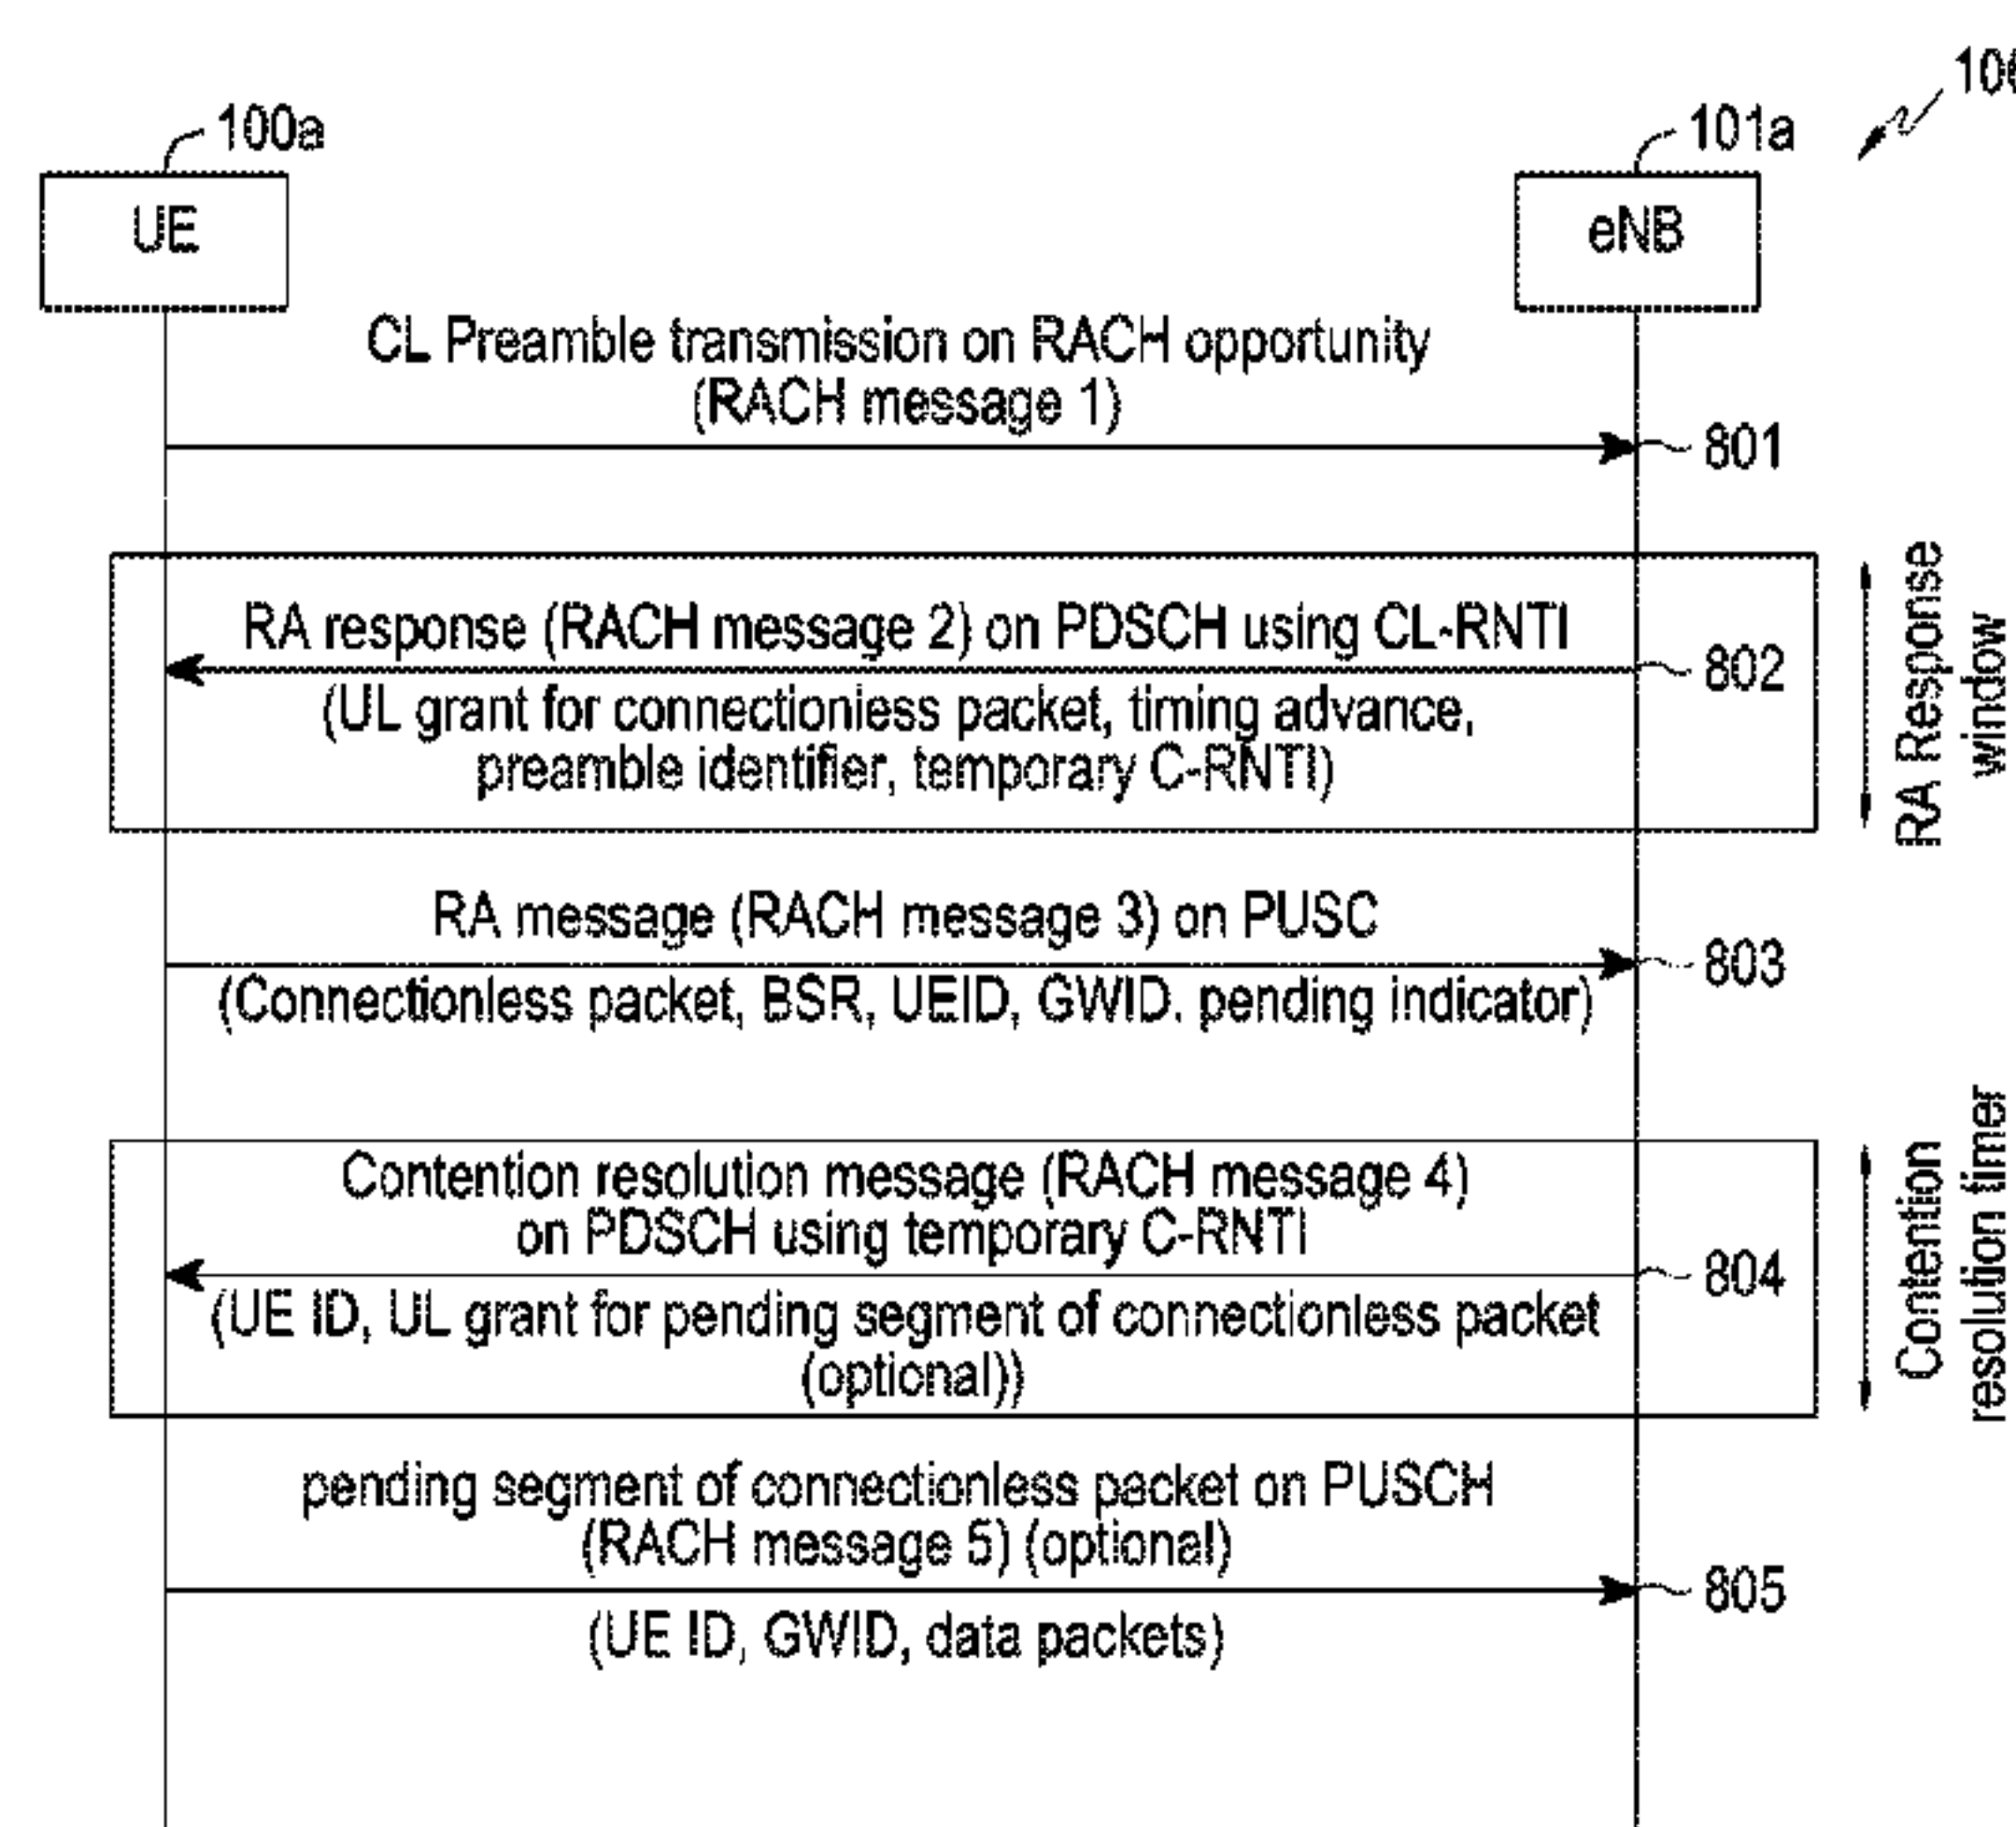 100a
101a
UE
eNB
CL Preamble transmission on RACH opportunity
(RACH message 1)
801
RA response (RACH message 2) on PDSCH using CL-RNTI
802
(UL grant for connectionless packet, timing advance,
preamble identifier, temporary C-RNTI)
RA Response
window
RA message (RACH message 3) on PUSC
803
(Connectionless packet, BSR, UEID, GWID. pending indicator)
Contention resolution message (RACH message 4)
on PDSCH using temporary C-RNTI
804
(UE ID, UL grant for pending segment of connectionless packet
(optional))
Contention
resolution timer
pending segment of connectionless packet on PUSCH
(RACH message 5) (optional)
805
(UE ID, GWID, data packets)